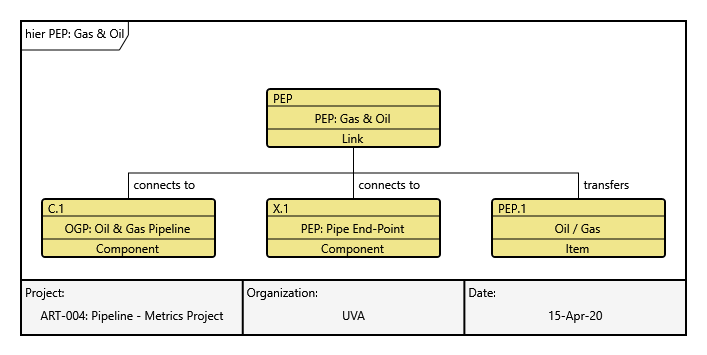 hier PEP: Gas & Oil
PEP
PEP: Gas & Oil
Link
connects to
connects to
transfers
C.1
OGP: Oil & Gas Pipeline
Component
X.1
PEP: Pipe End-Point
Component
PEP.1
Oil / Gas
Item
Project:
ART-004: Pipeline - Metrics Project
Organization:
UVA
Date:
15-Apr-20